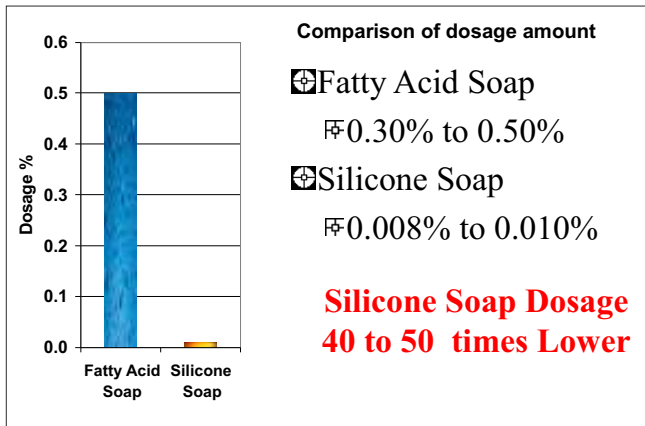 Comparison of dosage amount
0.6
0.5
0.4
0.3
0.2
0.1
0.0
Dosage %
Fatty Acid
Soap
Silicone
Soap
Fatty Acid Soap
0.30% to 0.50%
Silicone Soap
0.008% to 0.010%
Silicone Soap Dosage
40 to 50 times Lower